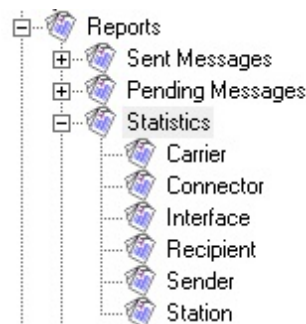 Reports
Sent Messages
Pending Messages
Statistics
Carrier
Connector
Interface
Recipient
Sender
Station